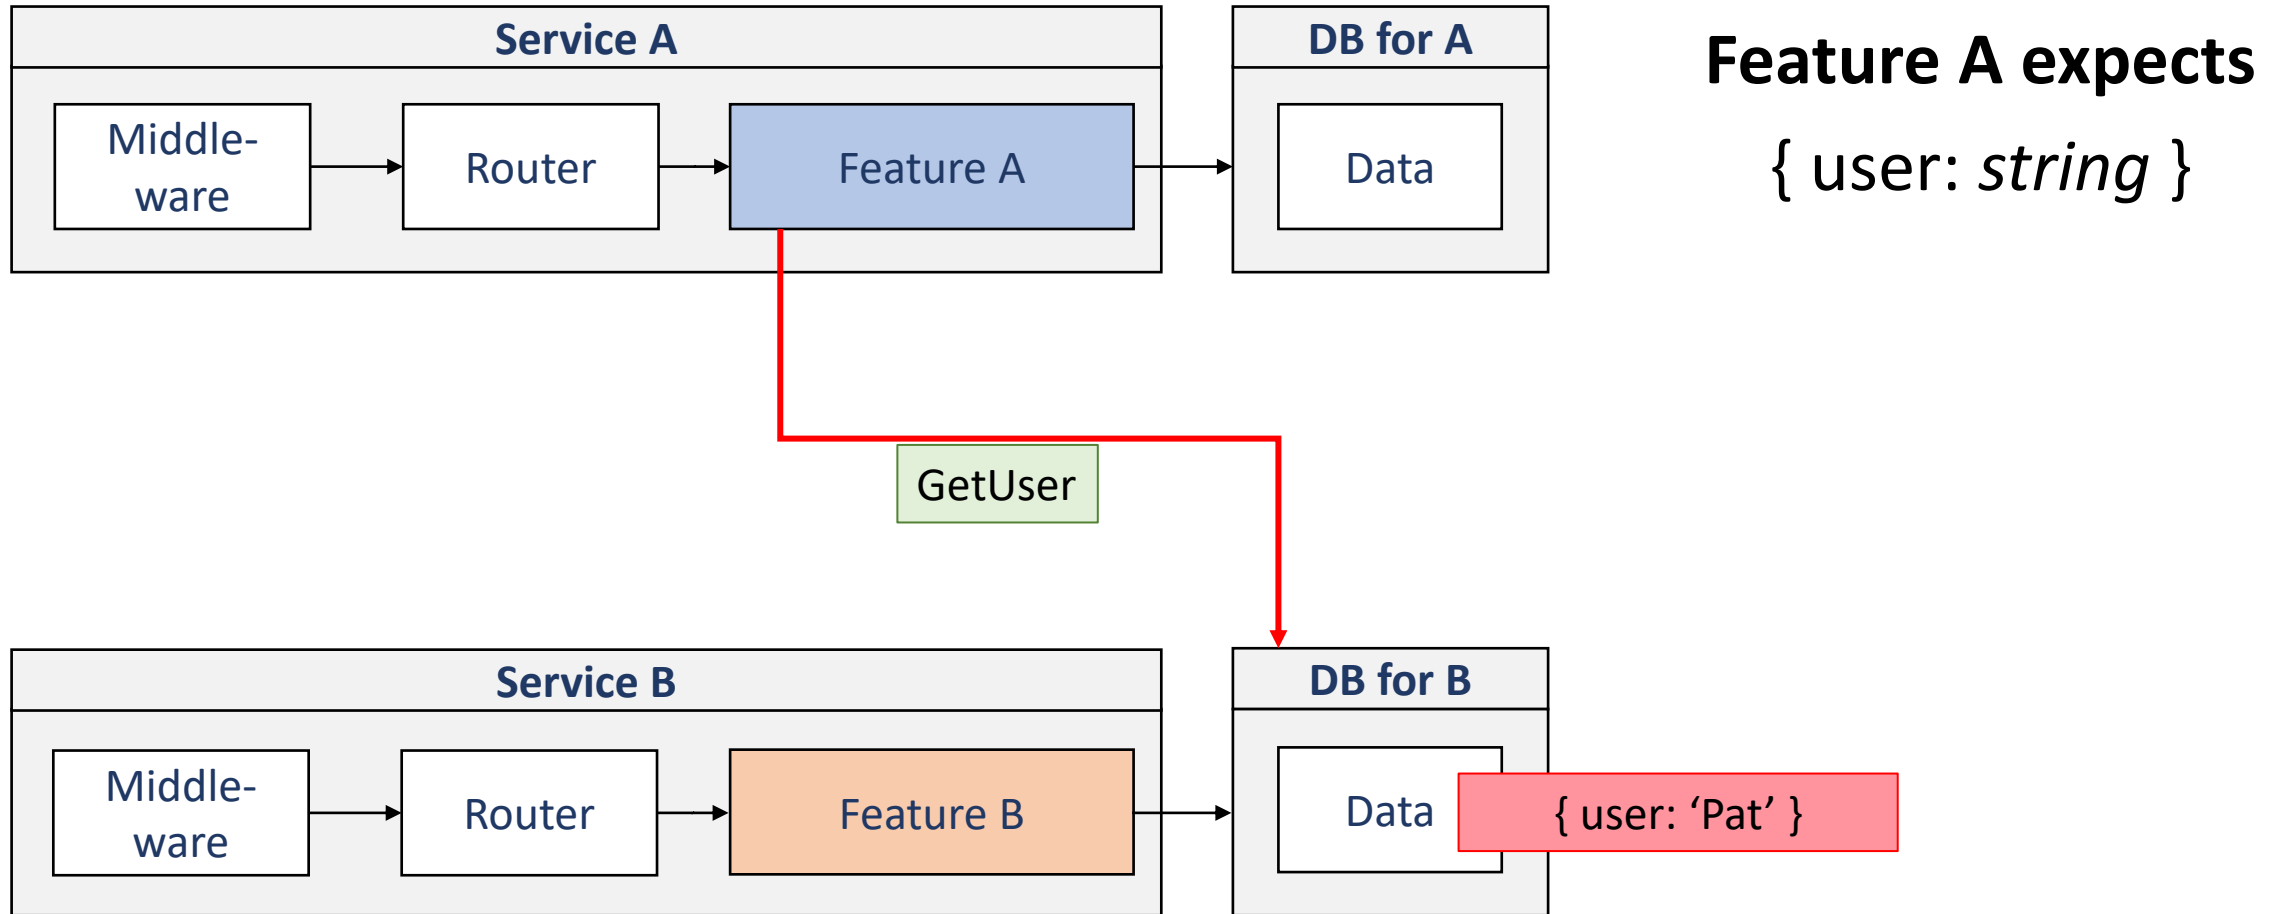 Service A
DB for A
Feature A expects
{ user: string }
Middle-
ware
Router
Feature A
Data
GetUser
Service B
DB for B
Middle-
ware
Router
Feature B
Data
{ user: ‘Pat’ }